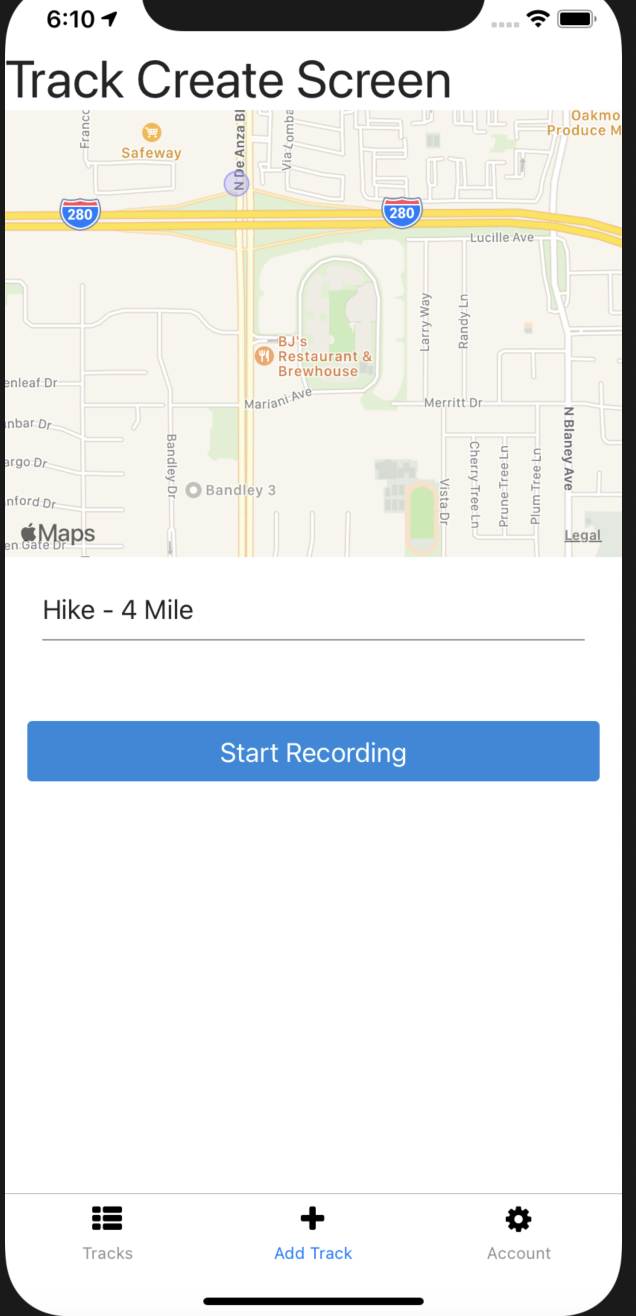 6:10
Track Create Screen
Oakmo
Produce M
Franco
Safeway
N De Anza Bl
Via Lomba
280
280
Lucille Ave
Larry Way
Randy Ln
BJ's
Restaurant &
Brewhouse
enleaf Dr
Mariani Ave
Merritt Dr
nbar Dr
N Blaney Ave
argo Dr
Bandley Dr
Bandley 3
Cherry Tree Ln
Prune Tree Ln
Plum Tree Ln
Vista Dr
nford Dr
Maps
en Gate Dr
Legal
Hike - 4 Mile
Start Recording
Tracks
Add Track
Account